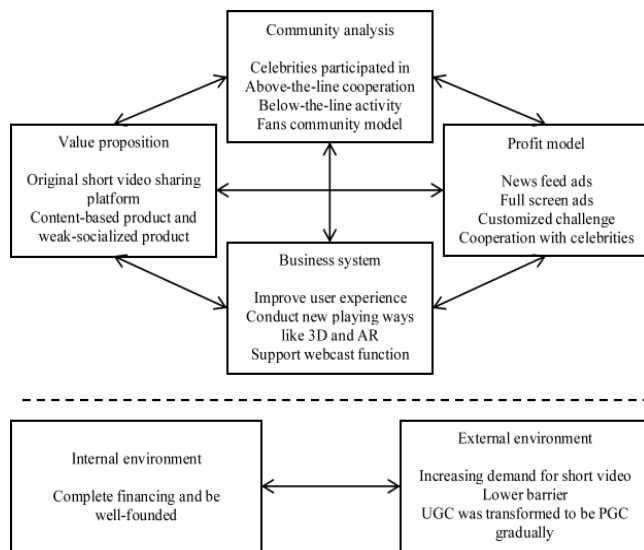 Community analysis
Celebrities participated in
Above-the-line cooperation
Below-the-line activity
Fans community model
Value proposition
Original short video sharing
platform
Content-based product and
weak-socialized product
Profit model
News feed ads
Full screen ads
Customized challenge
Cooperation with celebrities
Business system
Improve user experience
Conduct new playing ways
like 3D and AR
Support webcast function
Internal environment
Complete financing and be
well-founded
External environment
Increasing demand for short video
Lower barrier
UGC was transformed to be PGC
gradually